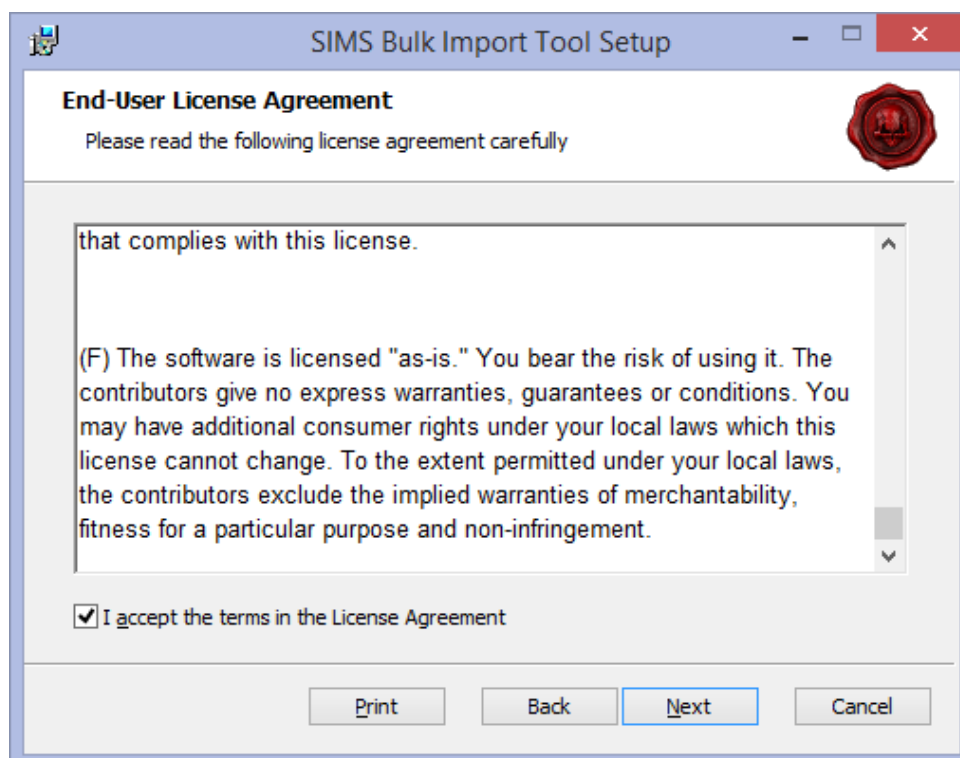 SIMS Bulk Import Tool Setup
End-User License Agreement
Please read the following license agreement carefully
that complies with this license.
(F) The software is licensed "as-is." You bear the risk of using it. The
contributors give no express warranties, guarantees or conditions. You
may have additional consumer rights under your local laws which this
license cannot change. To the extent permitted under your local laws,
the contributors exclude the implied warranties of merchantability,
fitness for a particular purpose and non-infringement.
I accept the terms in the License Agreement
Print Back Next Cancel